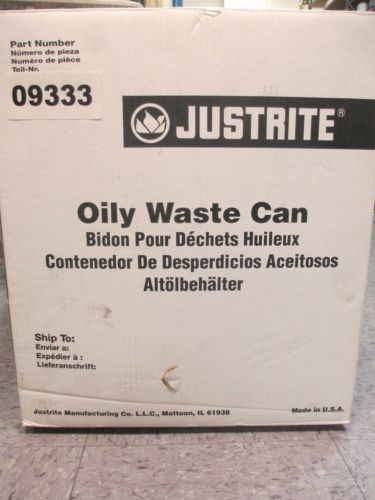 Part Number
Número de pieza
Numéro de pièce
Teil-Nr.
09333
JUSTRITE®
Oily Waste Can
Bidon Pour Déchets Huileux
Contenedor De Desperdicios Aceitosos
Altölbehälter
Ship To:
Enviar a:
Expédier à :
Lieferanschrift:
Justrite Manufacturing Co. L.L.C., Mattoon, IL 61938
Made in U.S.A.